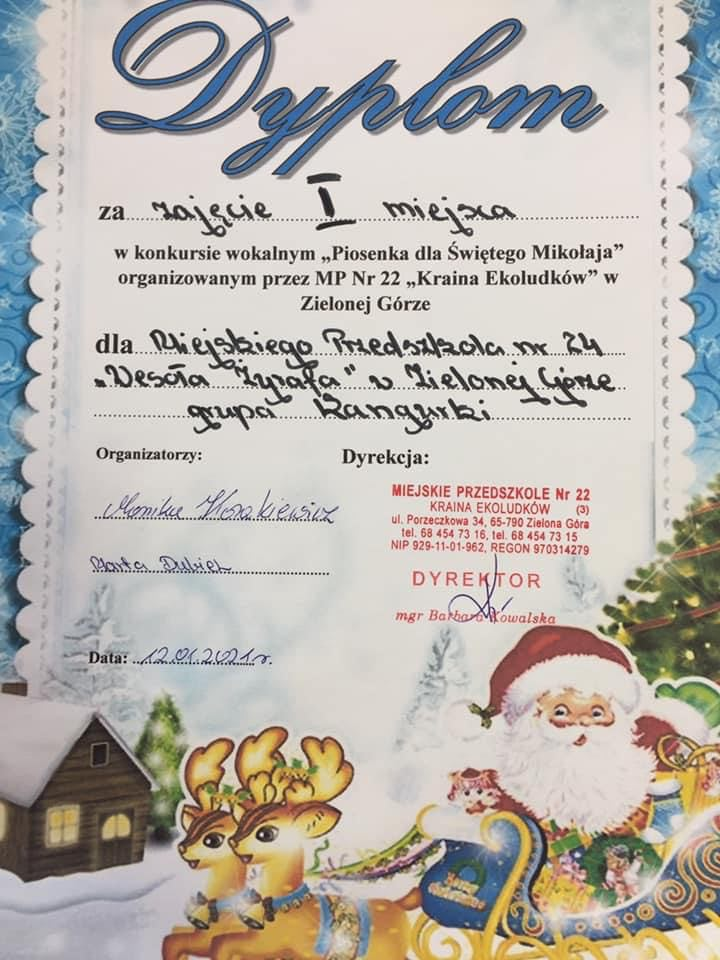 Dyplom
za zajęcie I miejsca
w konkursie wokalnym „Piosenka dla Świętego Mikołaja”
organizowanym przez MP Nr 22 „Kraina Ekoludków” w
Zielonej Górze
dla Miejskiego Przedszkola nr 24
„Wesoła Żyrafa” w Zielonej Górze
grupa Kangurki
Organizatorzy: Dyrekcja:
Monika
MIEJSKIE PRZEDSZKOLE Nr 22
KRAINA EKOLUDKÓW (3)
ul. Porzeczkowa 34, 65-790 Zielona Góra
tel. 68 454 73 16, tel. 68 454 73 15
NIP 929-11-01-962, REGON 970314279
Marta Dubiel
DYREKTOR
mgr Barbara Kowalska
Data: 12.01.2021 r.